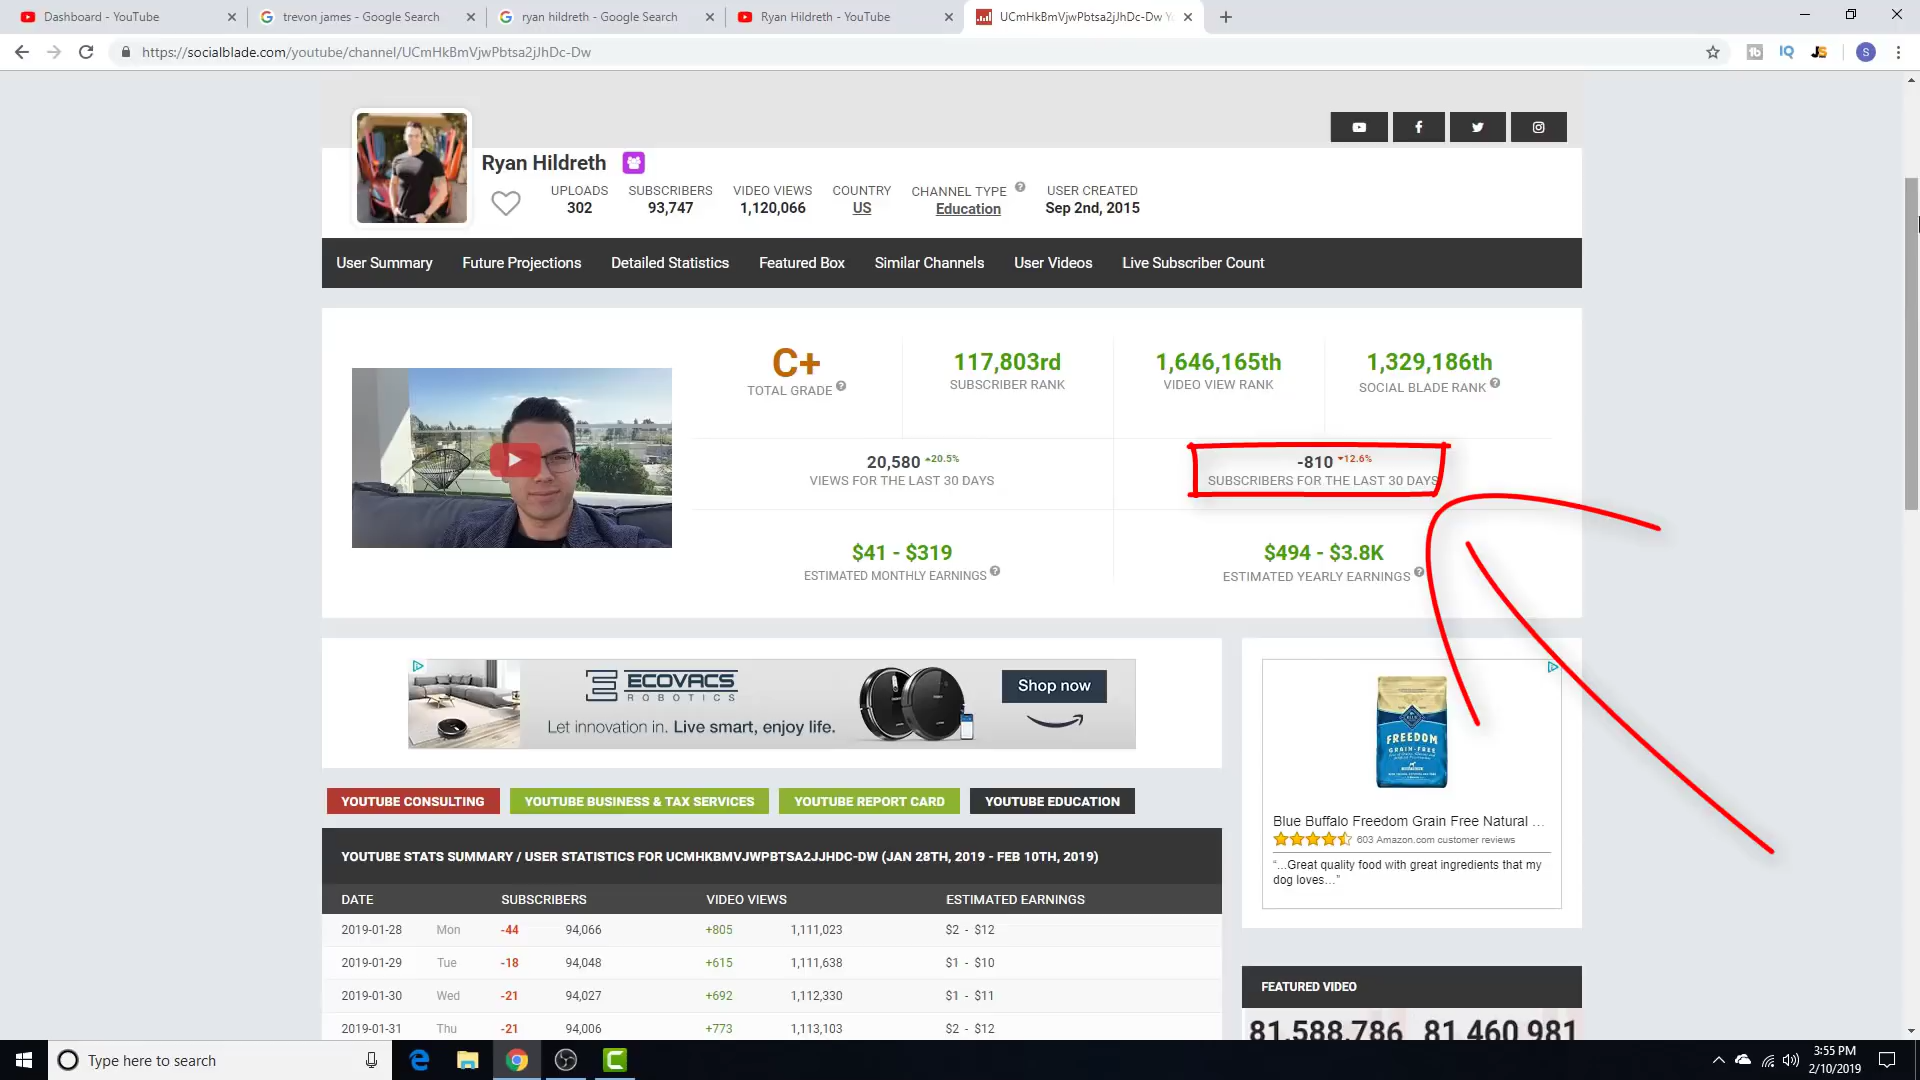 Dashboard - YouTube
trevon james - Google Search
ryan hildreth - Google Search
Ryan Hildreth - YouTube
UCmHkBmVjwPbtsa2jJhDc-Dw Y
https://socialblade.com/youtube/channel/UCmHkBmVjwPbtsa2jJhDc-Dw
tb
IQ
JS
S
Ryan Hildreth
UPLOADS SUBSCRIBERS VIDEO VIEWS COUNTRY CHANNEL TYPE ? USER CREATED
302 93,747 1,120,066 US Education Sep 2nd, 2015
User Summary Future Projections Detailed Statistics Featured Box Similar Channels User Videos Live Subscriber Count
C+ 117,803rd 1,646,165th 1,329,186th
TOTAL GRADE ? SUBSCRIBER RANK VIDEO VIEW RANK SOCIAL BLADE RANK ?
20,580 20.5% -810 12.6%
VIEWS FOR THE LAST 30 DAYS SUBSCRIBERS FOR THE LAST 30 DAYS
$41 - $319 $494 - $3.8K
ESTIMATED MONTHLY EARNINGS ? ESTIMATED YEARLY EARNINGS ?
ECOVACS
ROBOTICS
Let innovation in. Live smart, enjoy life.
Shop now
FREEDOM
GRAIN-FREE
Blue Buffalo Freedom Grain Free Natural ...
603 Amazon.com customer reviews
"...Great quality food with great ingredients that my
dog loves..."
YOUTUBE CONSULTING YOUTUBE BUSINESS & TAX SERVICES YOUTUBE REPORT CARD YOUTUBE EDUCATION
YOUTUBE STATS SUMMARY / USER STATISTICS FOR UCMHKBMVJWPBTSA2JJHDC-DW (JAN 28TH, 2019 - FEB 10TH, 2019)
DATE SUBSCRIBERS VIDEO VIEWS ESTIMATED EARNINGS
2019-01-28 Mon -44 94,066 +805 1,111,023 $2 - $12
2019-01-29 Tue -18 94,048 +615 1,111,638 $1 - $10
2019-01-30 Wed -21 94,027 +692 1,112,330 $1 - $11
2019-01-31 Thu -21 94,006 +773 1,113,103 $2 - $12
FEATURED VIDEO
81,588,786 81,460,981
Type here to search
3:55 PM
2/10/2019